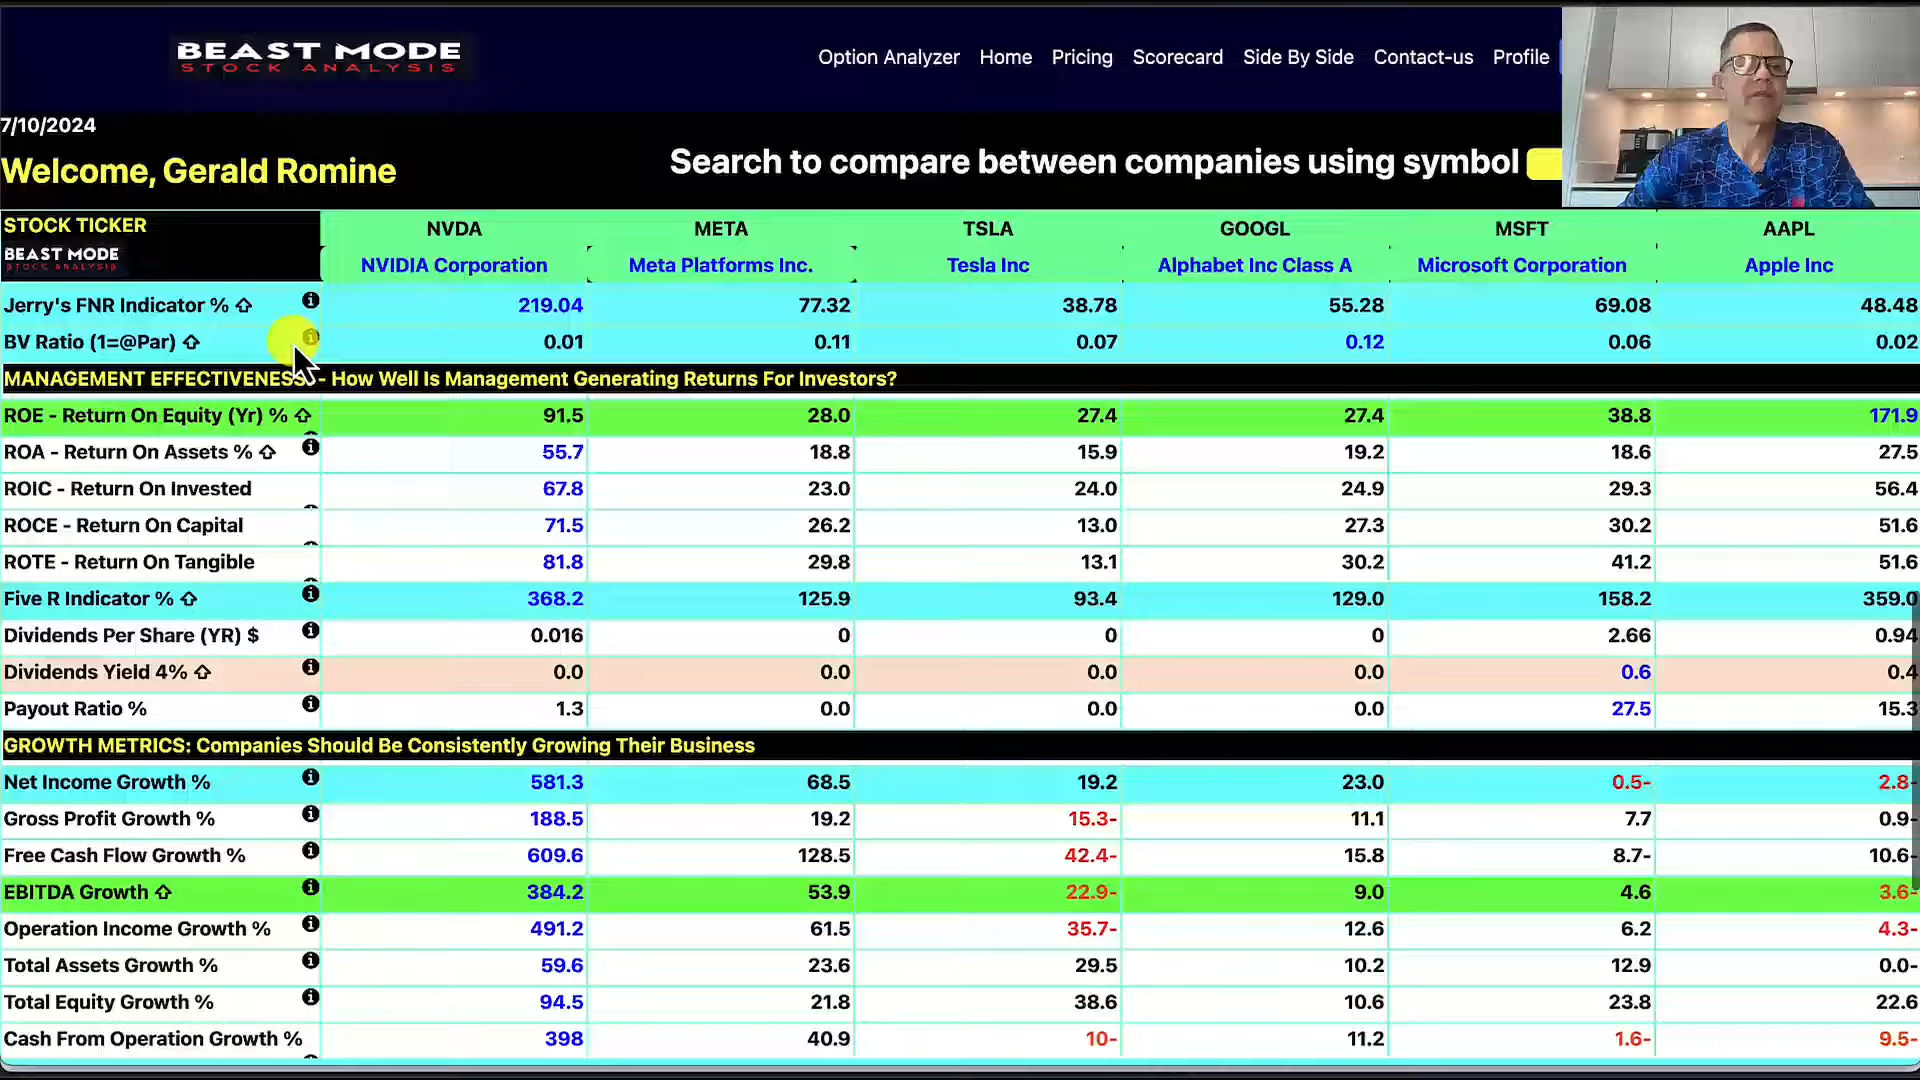 BEAST MODE
STOCK ANALYSIS
Option Analyzer Home Pricing Scorecard Side By Side Contact-us Profile
7/10/2024
Welcome, Gerald Romine
Search to compare between companies using symbol
STOCK TICKER NVDA META TSLA GOOGL MSFT AAPL
BEAST MODE
STOCK ANALYSIS
NVIDIA Corporation Meta Platforms Inc. Tesla Inc Alphabet Inc Class A Microsoft Corporation Apple Inc
Jerry's FNR Indicator % 219.04 77.32 38.78 55.28 69.08 48.48
BV Ratio (1=@Par) 0.01 0.11 0.07 0.12 0.06 0.02
MANAGEMENT EFFECTIVENESS - How Well Is Management Generating Returns For Investors?
ROE - Return On Equity (Yr) % 91.5 28.0 27.4 27.4 38.8 171.9
ROA - Return On Assets % 55.7 18.8 15.9 19.2 18.6 27.5
ROIC - Return On Invested 67.8 23.0 24.0 24.9 29.3 56.4
ROCE - Return On Capital 71.5 26.2 13.0 27.3 30.2 51.6
ROTE - Return On Tangible 81.8 29.8 13.1 30.2 41.2 51.6
Five R Indicator % 368.2 125.9 93.4 129.0 158.2 359.0
Dividends Per Share (YR) $ 0.016 0 0 0 2.66 0.94
Dividends Yield 4% 0.0 0.0 0.0 0.0 0.6 0.4
Payout Ratio % 1.3 0.0 0.0 0.0 27.5 15.3
GROWTH METRICS: Companies Should Be Consistently Growing Their Business
Net Income Growth % 581.3 68.5 19.2 23.0 0.5- 2.8-
Gross Profit Growth % 188.5 19.2 15.3- 11.1 7.7 0.9-
Free Cash Flow Growth % 609.6 128.5 42.4- 15.8 8.7- 10.6-
EBITDA Growth 384.2 53.9 22.9- 9.0 4.6 3.6-
Operation Income Growth % 491.2 61.5 35.7- 12.6 6.2 4.3-
Total Assets Growth % 59.6 23.6 29.5 10.2 12.9 0.0-
Total Equity Growth % 94.5 21.8 38.6 10.6 23.8 22.6
Cash From Operation Growth % 398 40.9 10- 11.2 1.6- 9.5-